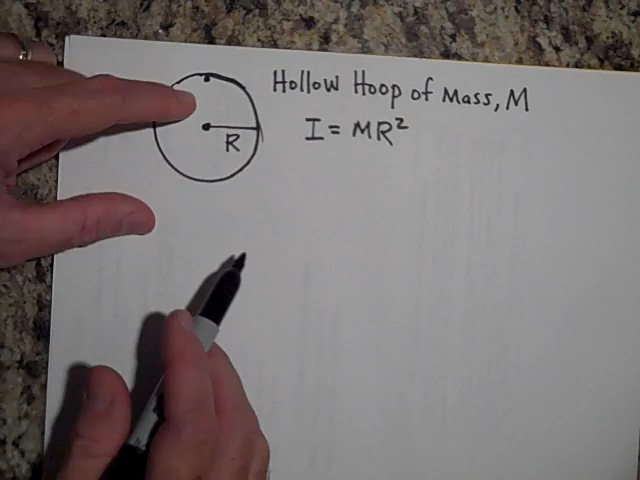 Hollow Hoop of Mass, M
I = MR²
R